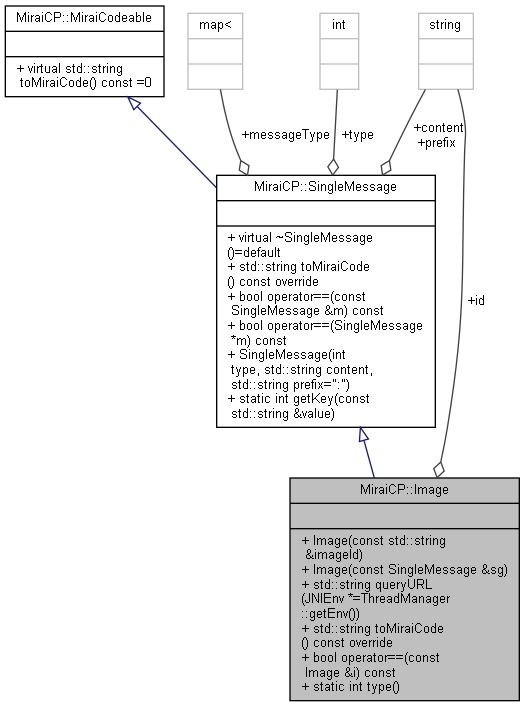 MiraiCP::MiraiCodeable
+ virtual std::string
toMiraiCode() const =0
map<
int
string
+messageType
+type
+content
+prefix
MiraiCP::SingleMessage
+ virtual ~SingleMessage
()=default
+ std::string toMiraiCode
() const override
+ bool operator==(const
SingleMessage &m) const
+ bool operator==(SingleMessage
*m) const
+ SingleMessage(int
type, std::string content,
std::string prefix=":")
+ static int getKey(const
std::string &value)
+id
MiraiCP::Image
+ Image(const std::string
&imageId)
+ Image(const SingleMessage &sg)
+ std::string queryURL
(JNIEnv *=ThreadManager
::getEnv())
+ std::string toMiraiCode
() const override
+ bool operator==(const
Image &i) const
+ static int type()